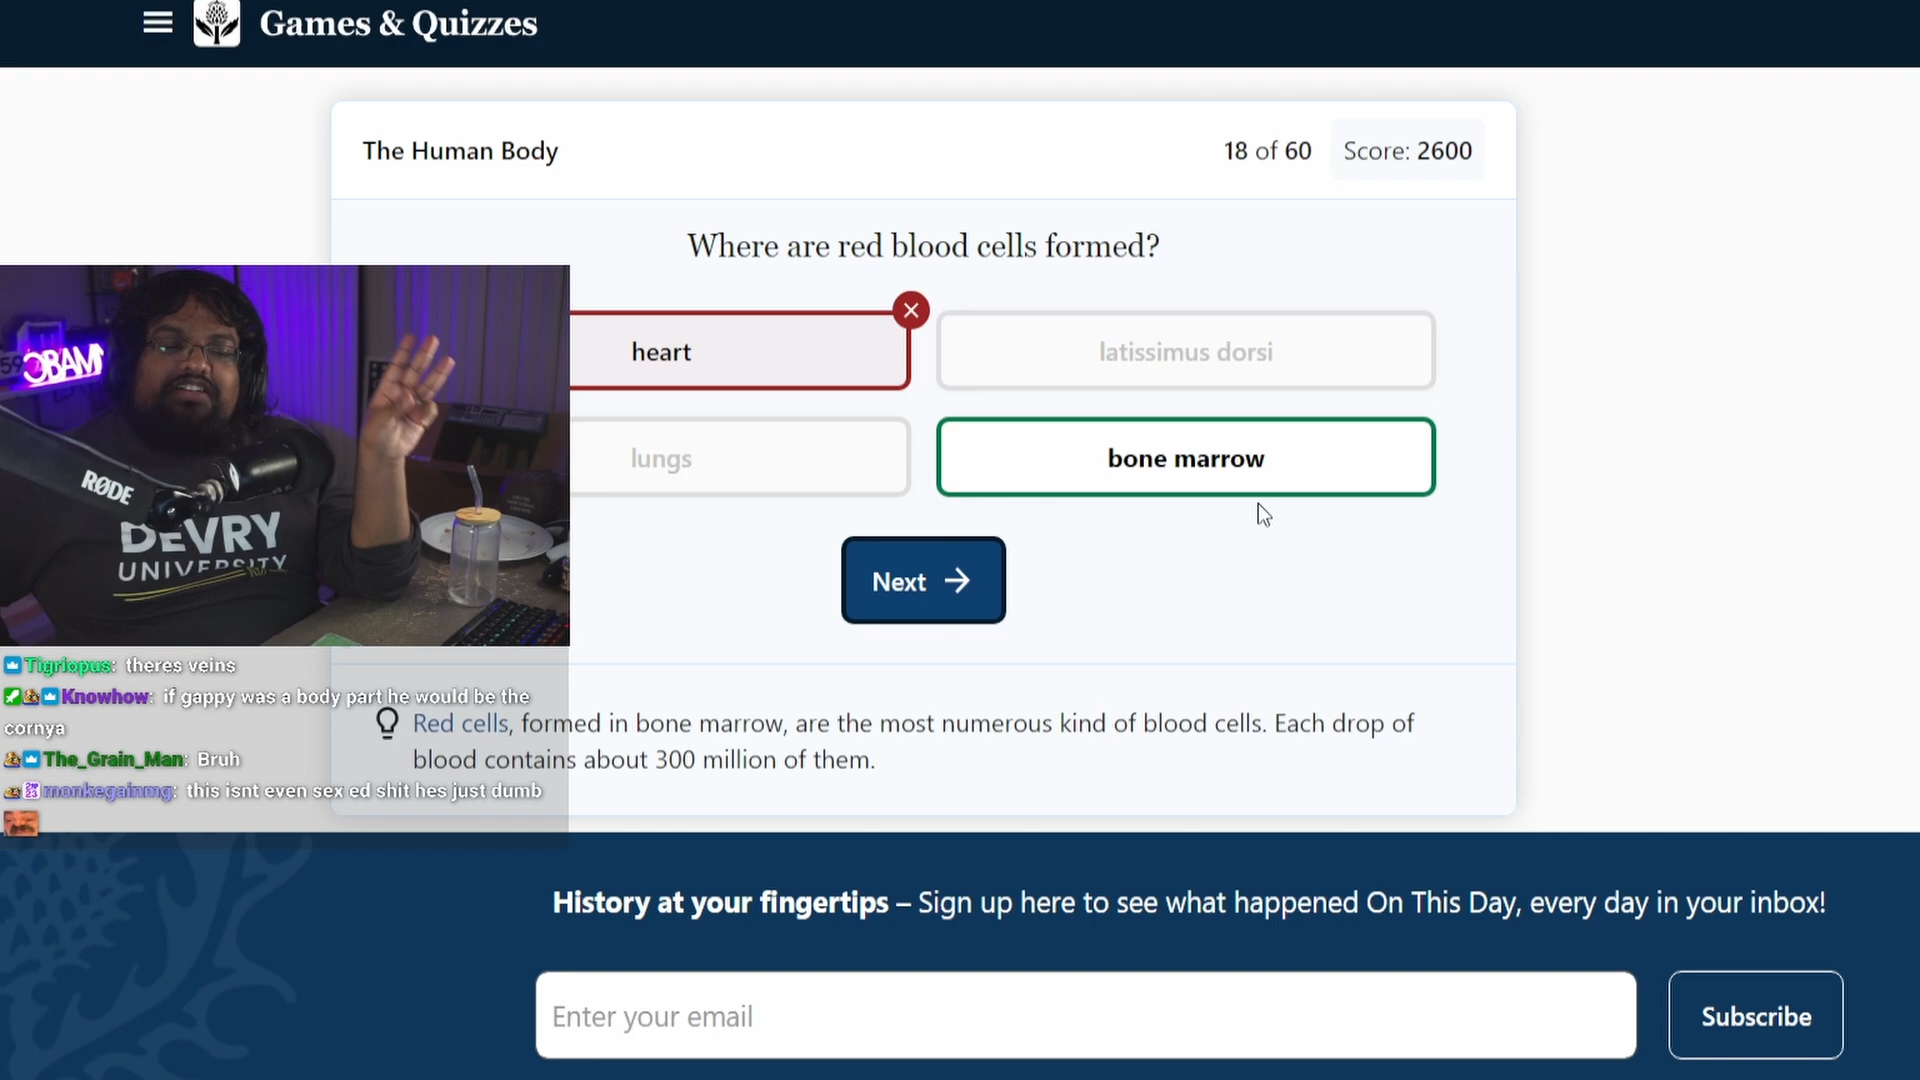 Games & Quizzes
The Human Body
18 of 60
Score: 2600
Where are red blood cells formed?
heart
latissimus dorsi
lungs
bone marrow
Next
Red cells, formed in bone marrow, are the most numerous kind of blood cells. Each drop of
blood contains about 300 million of them.
RØDE
DEVRY
UNIVERSITY
Tigriopus: theres veins
Knowhow: if gappy was a body part he would be the
cornya
The_Grain_Man: Bruh
monkegainmg: this isnt even sex ed shit hes just dumb
History at your fingertips – Sign up here to see what happened On This Day, every day in your inbox!
Enter your email
Subscribe